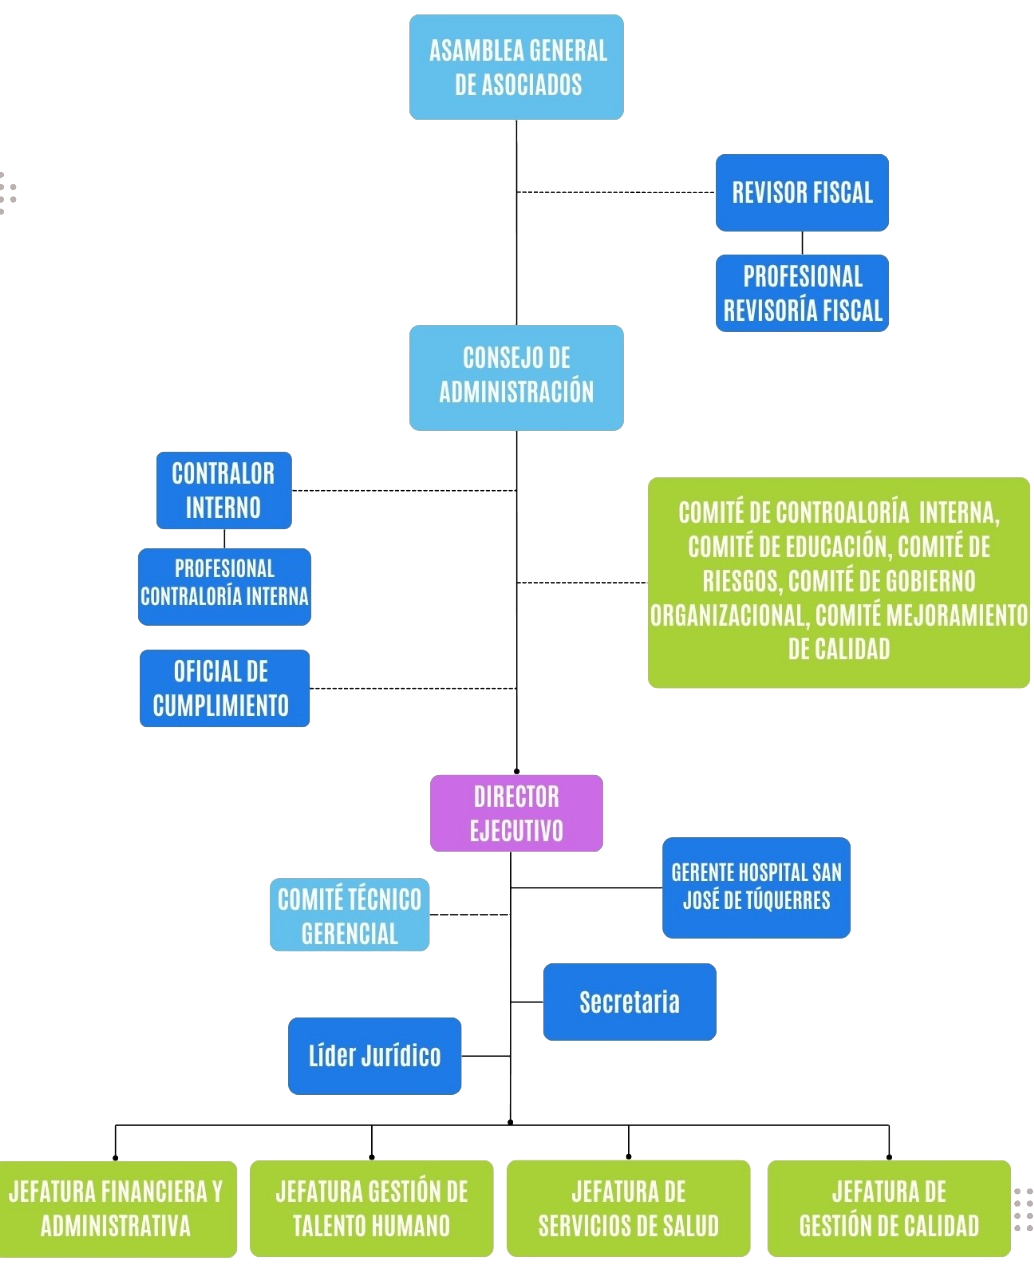 ASAMBLEA GENERAL
DE ASOCIADOS
REVISOR FISCAL
PROFESIONAL
REVISORÍA FISCAL
CONSEJO DE
ADMINISTRACIÓN
CONTRALOR
INTERNO
PROFESIONAL
CONTRALORÍA INTERNA
COMITÉ DE CONTROALORÍA INTERNA,
COMITÉ DE EDUCACIÓN, COMITÉ DE
RIESGOS, COMITÉ DE GOBIERNO
ORGANIZACIONAL, COMITÉ MEJORAMIENTO
DE CALIDAD
OFICIAL DE
CUMPLIMIENTO
DIRECTOR
EJECUTIVO
GERENTE HOSPITAL SAN
JOSÉ DE TÚQUERRES
COMITÉ TÉCNICO
GERENCIAL
Secretaria
Líder Jurídico
JEFATURA FINANCIERA Y
ADMINISTRATIVA
JEFATURA GESTIÓN DE
TALENTO HUMANO
JEFATURA DE
SERVICIOS DE SALUD
JEFATURA DE
GESTIÓN DE CALIDAD